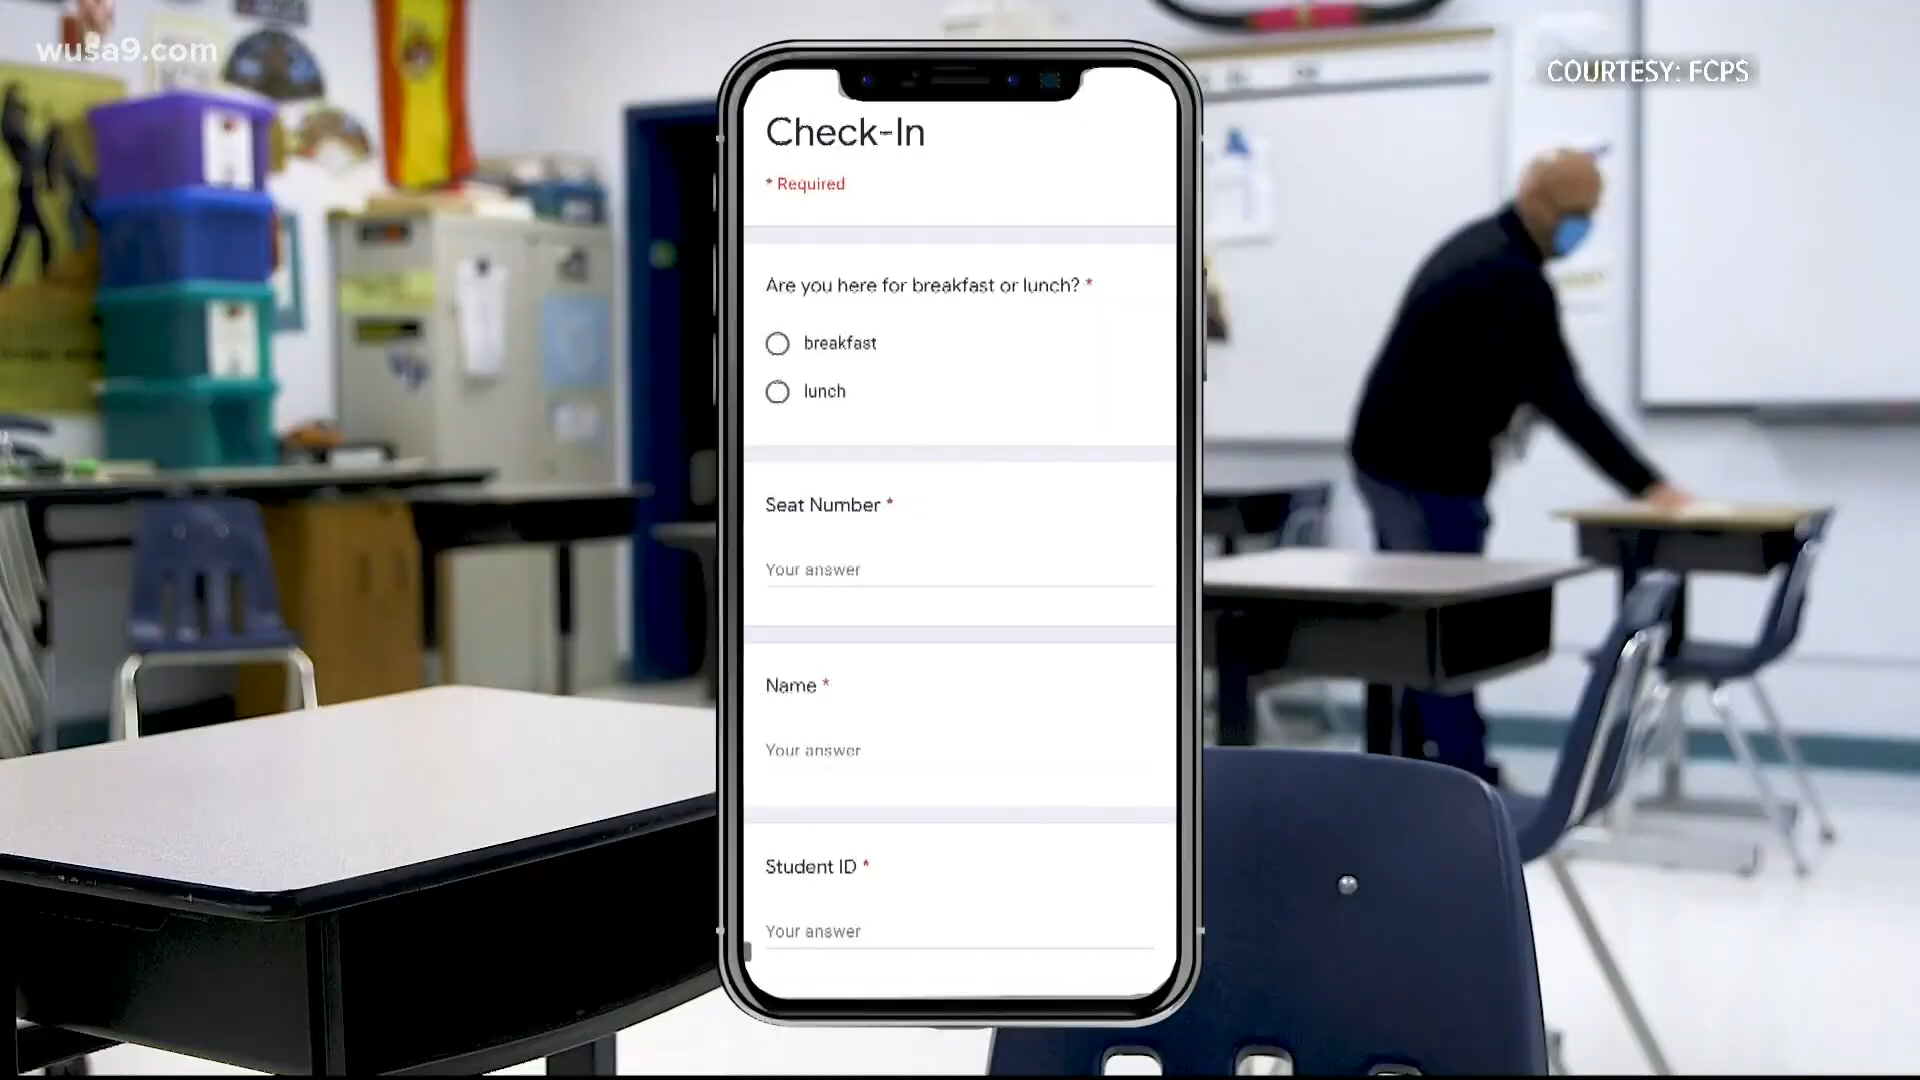 wusa9.com
COURTESY: FCPS
Check-In
* Required
Are you here for breakfast or lunch? *
breakfast
lunch
Seat Number *
Your answer
Name *
Your answer
Student ID *
Your answer